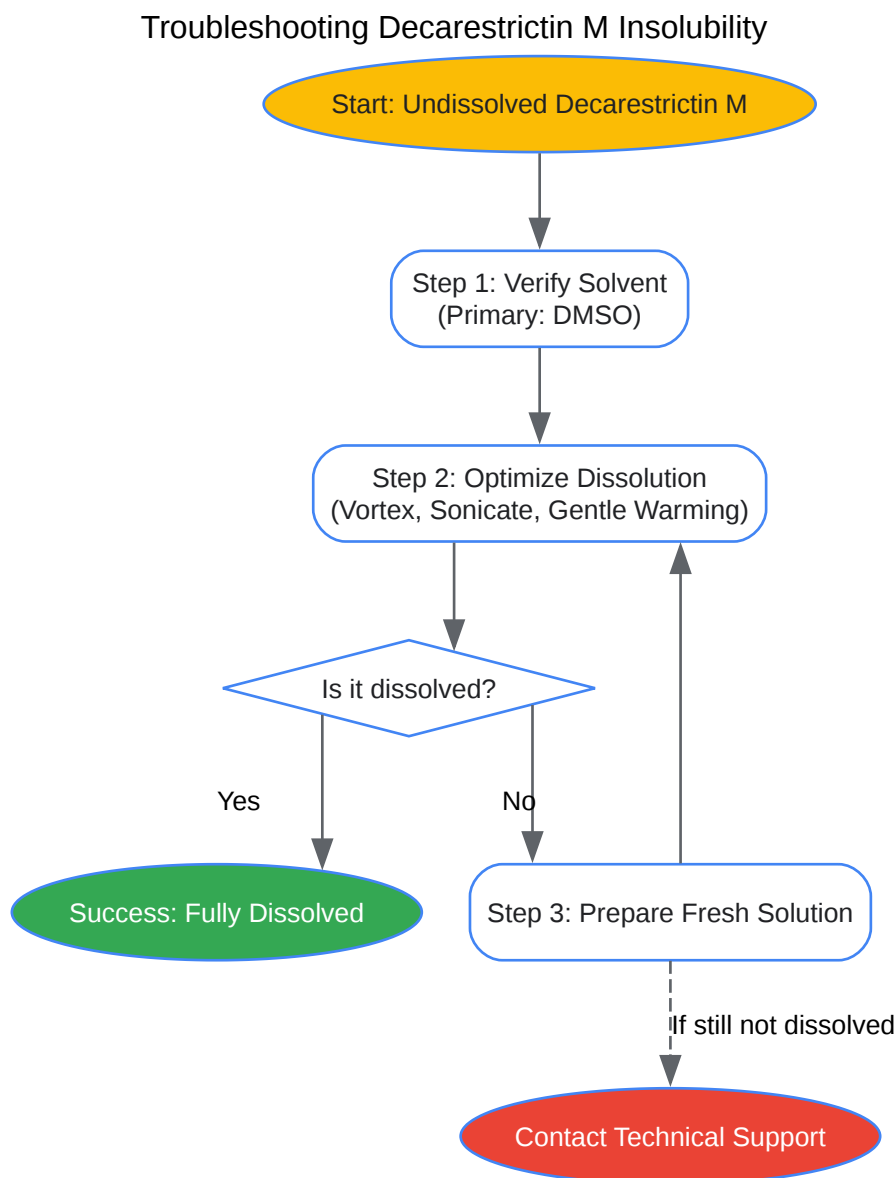 Troubleshooting Decarestrictin M Insolubility
Start: Undissolved Decarestrictin M
Step 1: Verify Solvent
(Primary: DMSO)
Step 2: Optimize Dissolution
(Vortex, Sonicate, Gentle Warming)
Is it dissolved?
Yes
No
Success: Fully Dissolved
Step 3: Prepare Fresh Solution
If still not dissolved
Contact Technical Support